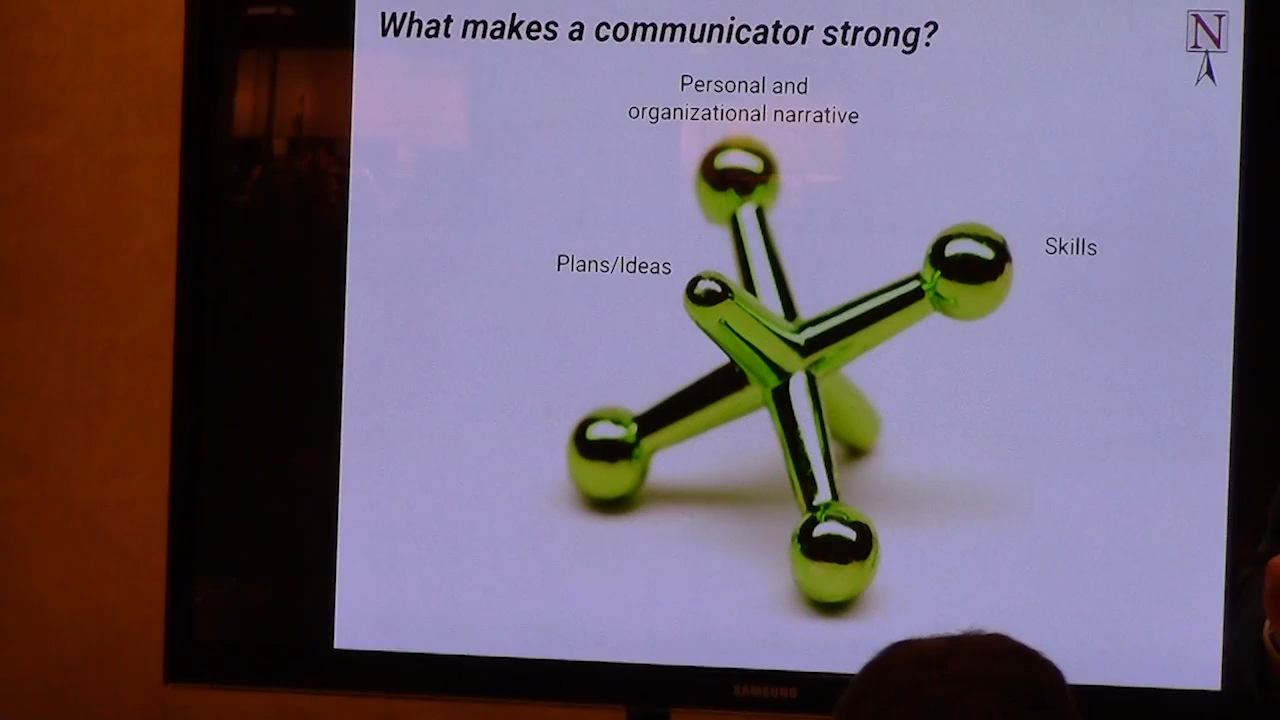 What makes a communicator strong?
N
Personal and
organizational narrative
Skills
Plans/Ideas
SAMSUNG